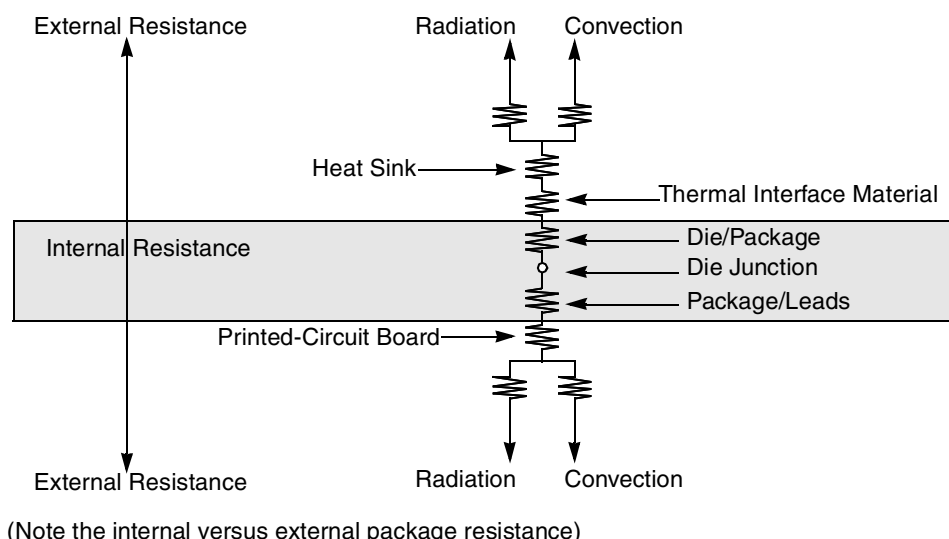 External Resistance
Radiation
Convection
Heat Sink
Thermal Interface Material
Internal Resistance
Die/Package
Die Junction
Package/Leads
Printed-Circuit Board
External Resistance
Radiation
Convection
(Note the internal versus external package resistance)